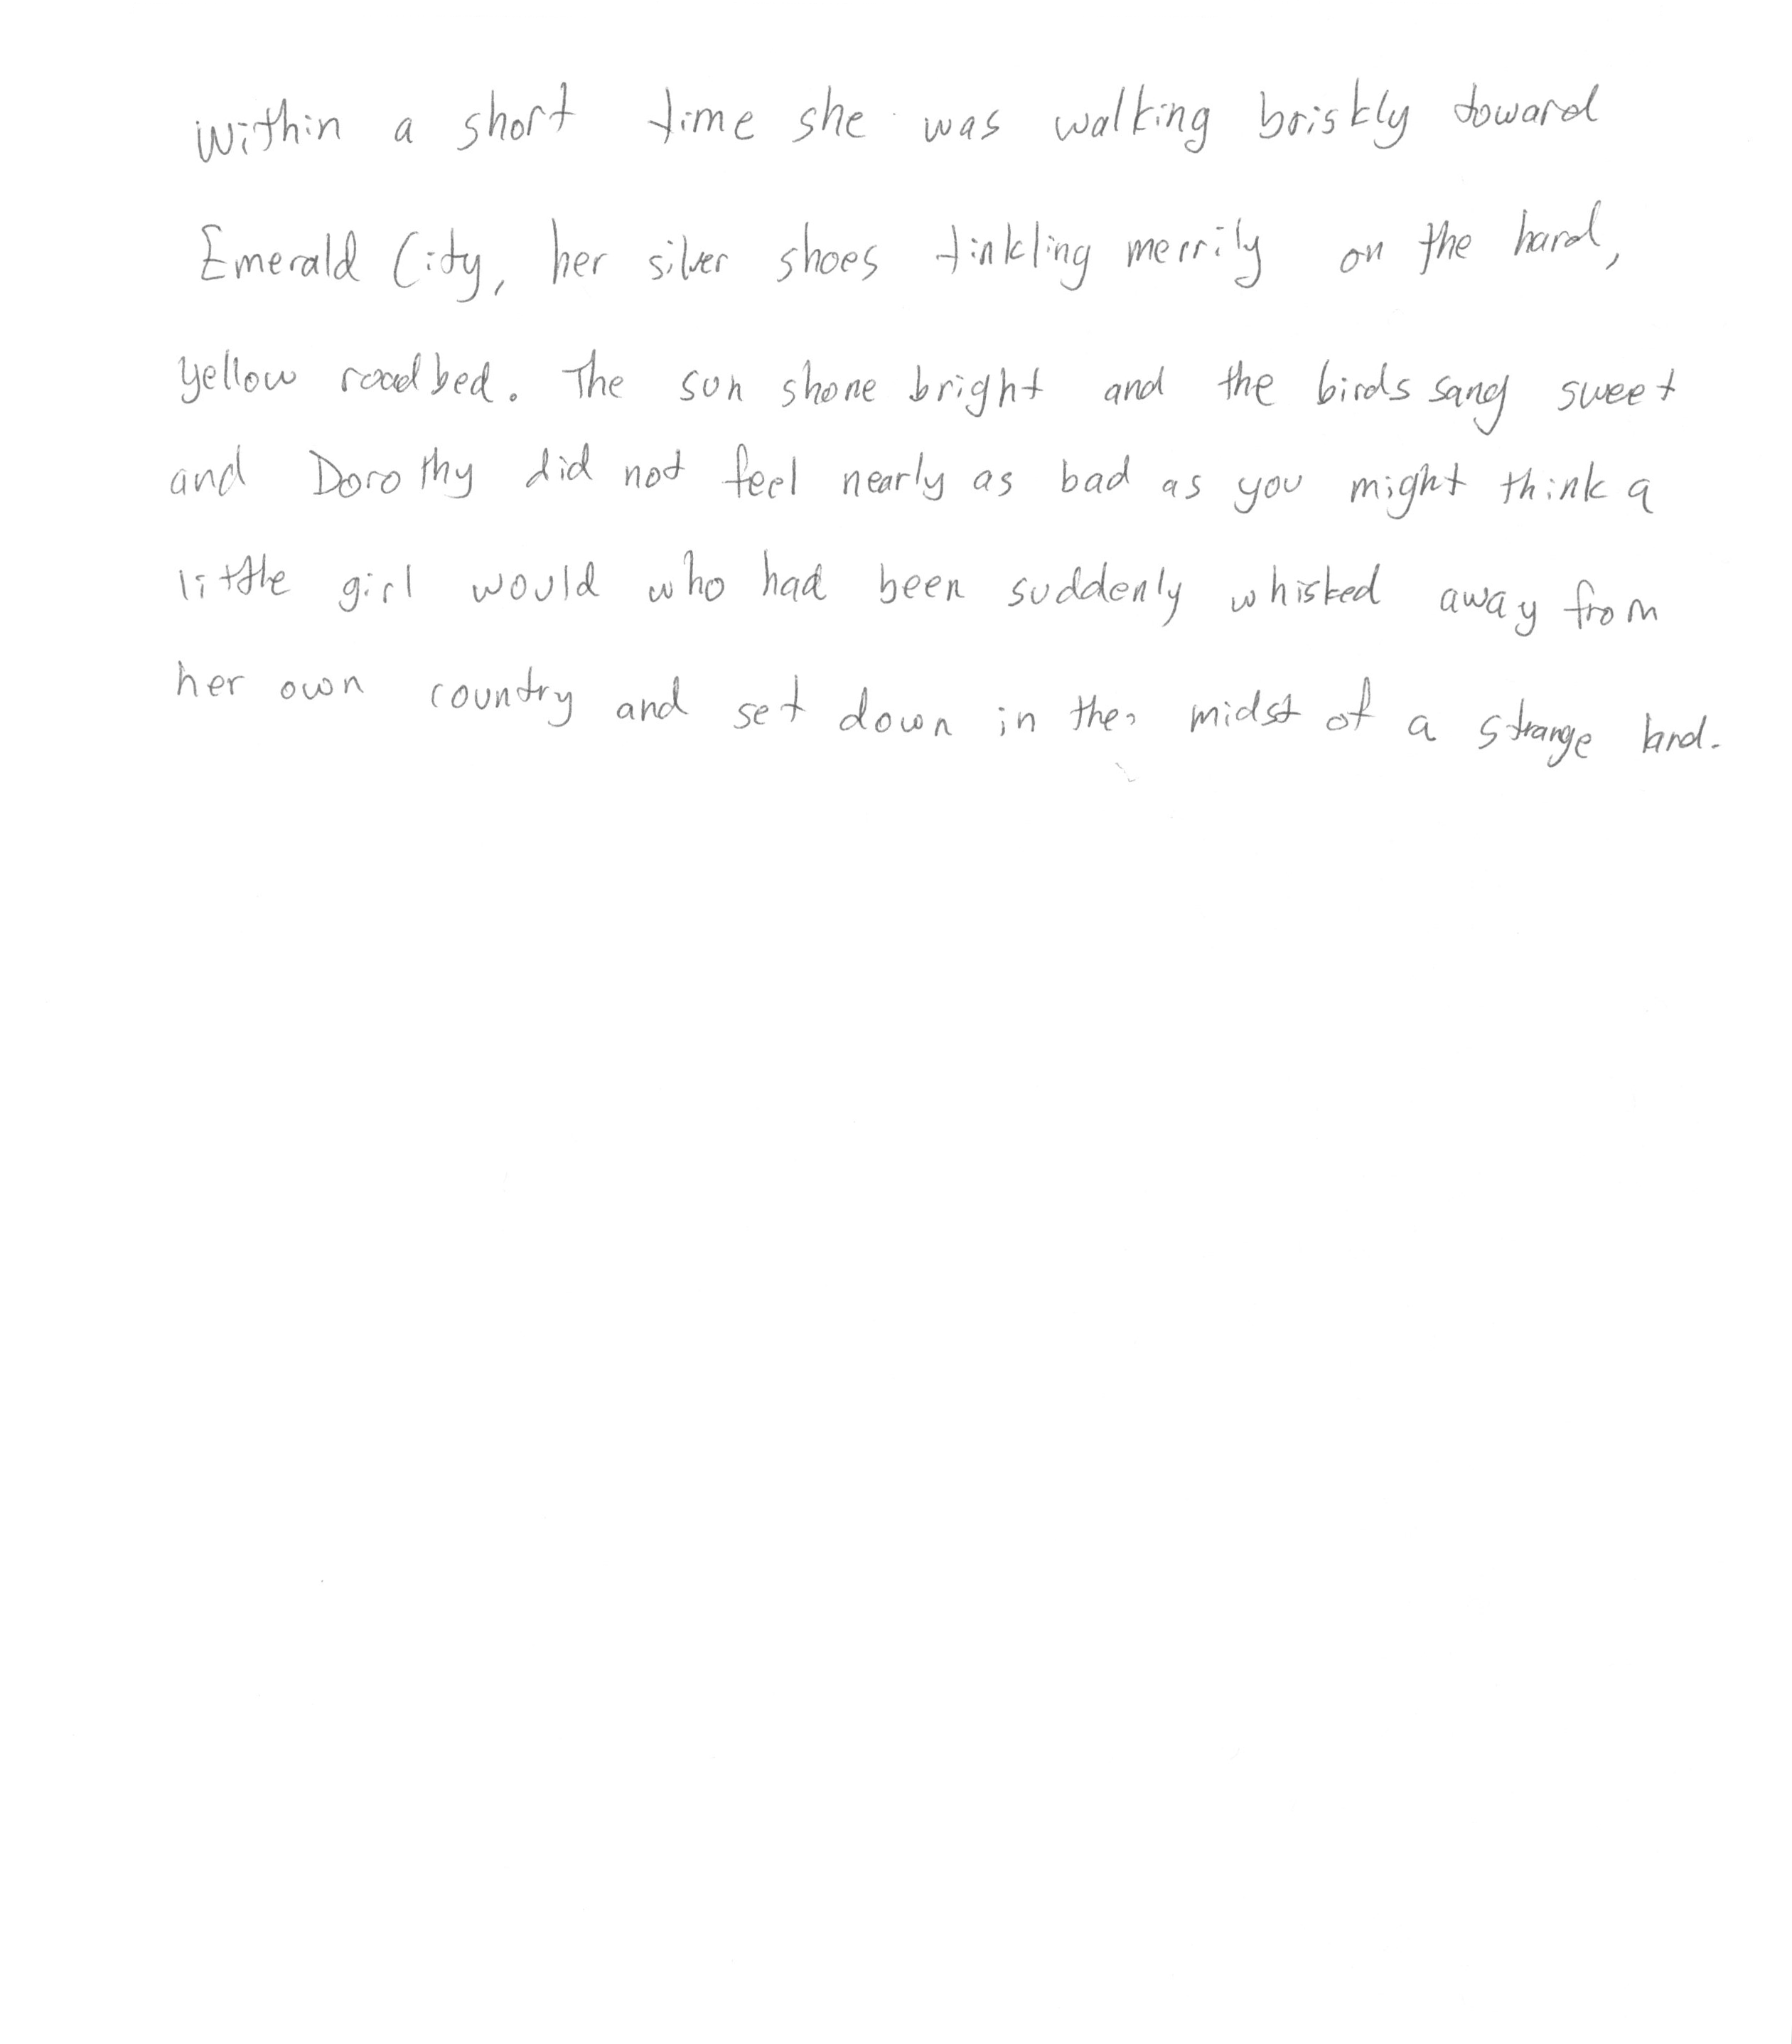 Within a short time she was walking briskly toward
Emerald City, her silver shoes tinkling merrily on the hard,
yellow roadbed. The sun shone bright and the birds sang sweet
and Dorothy did not feel nearly as bad as you might think a
little girl would who had been suddenly whisked away from
her own country and set down in the midst of a strange land.